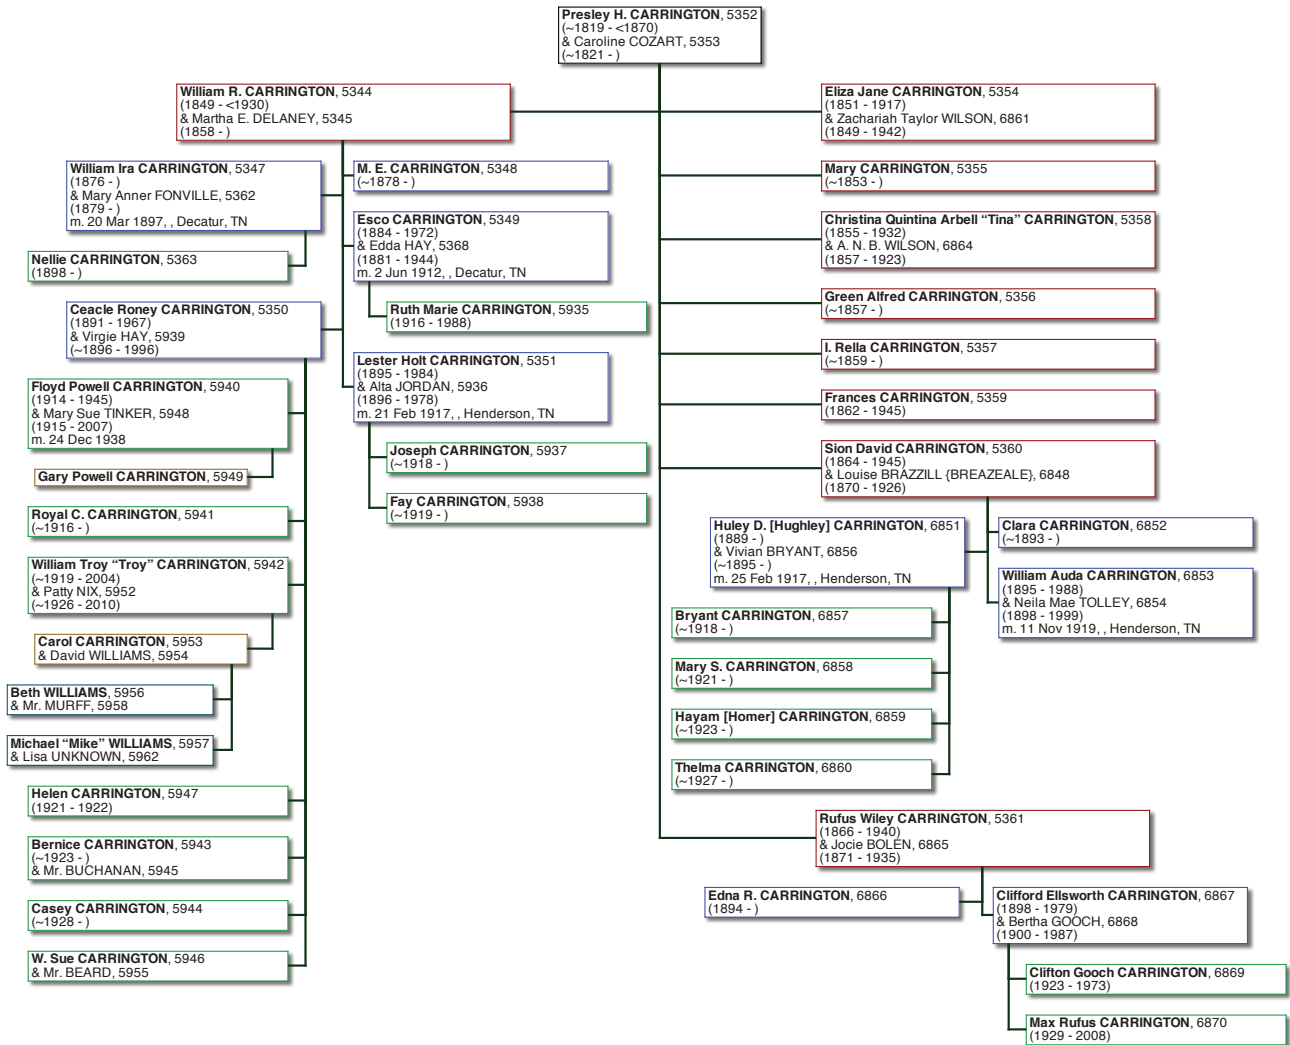 Presley H. CARRINGTON, 5352
(~1819 - <1870)
& Caroline COZART, 5353
(~1821 - )
William R. CARRINGTON, 5344
(1849 - <1930)
& Martha E. DELANEY, 5345
(1858 - )
William Ira CARRINGTON, 5347
(1876 - )
& Mary Anner FONVILLE, 5362
(1879 - )
m. 20 Mar 1897, , Decatur, TN
Nellie CARRINGTON, 5363
(1898 - )
M. E. CARRINGTON, 5348
(~1878 - )
Esco CARRINGTON, 5349
(1884 - 1972)
& Edda HAY, 5368
(1881 - 1944)
m. 2 Jun 1912, , Decatur, TN
Ruth Marie CARRINGTON, 5935
(1916 - 1988)
Ceacle Roney CARRINGTON, 5350
(1891 - 1967)
& Virgie HAY, 5939
(~1896 - 1996)
Floyd Powell CARRINGTON, 5940
(1914 - 1945)
& Mary Sue TINKER, 5948
(1915 - 2007)
m. 24 Dec 1938
Gary Powell CARRINGTON, 5949
Royal C. CARRINGTON, 5941
(~1916 - )
William Troy “Troy” CARRINGTON, 5942
(~1919 - 2004)
& Patty NIX, 5952
(~1926 - 2010)
Carol CARRINGTON, 5953
& David WILLIAMS, 5954
Beth WILLIAMS, 5956
& Mr. MURFF, 5958
Michael “Mike” WILLIAMS, 5957
& Lisa UNKNOWN, 5962
Helen CARRINGTON, 5947
(1921 - 1922)
Bernice CARRINGTON, 5943
(~1923 - )
& Mr. BUCHANAN, 5945
Casey CARRINGTON, 5944
(~1928 - )
W. Sue CARRINGTON, 5946
& Mr. BEARD, 5955
Lester Holt CARRINGTON, 5351
(1895 - 1984)
& Alta JORDAN, 5936
(1896 - 1978)
m. 21 Feb 1917, , Henderson, TN
Joseph CARRINGTON, 5937
(~1918 - )
Fay CARRINGTON, 5938
(~1919 - )
Eliza Jane CARRINGTON, 5354
(1851 - 1917)
& Zachariah Taylor WILSON, 6861
(1849 - 1942)
Mary CARRINGTON, 5355
(~1853 - )
Christina Quintina Arbell “Tina” CARRINGTON, 5358
(1855 - 1932)
& A. N. B. WILSON, 6864
(1857 - 1923)
Green Alfred CARRINGTON, 5356
(~1857 - )
I. Rella CARRINGTON, 5357
(~1859 - )
Frances CARRINGTON, 5359
(1862 - 1945)
Sion David CARRINGTON, 5360
(1864 - 1945)
& Louise BRAZZILL {BREAZEALE}, 6848
(1870 - 1926)
Huley D. [Hughley] CARRINGTON, 6851
(1889 - )
& Vivian BRYANT, 6856
(~1895 - )
m. 25 Feb 1917, , Henderson, TN
Bryant CARRINGTON, 6857
(~1918 - )
Mary S. CARRINGTON, 6858
(~1921 - )
Hayam [Homer] CARRINGTON, 6859
(~1923 - )
Thelma CARRINGTON, 6860
(~1927 - )
Clara CARRINGTON, 6852
(~1893 - )
William Auda CARRINGTON, 6853
(1895 - 1988)
& Neila Mae TOLLEY, 6854
(1898 - 1999)
m. 11 Nov 1919, , Henderson, TN
Rufus Wiley CARRINGTON, 5361
(1866 - 1940)
& Jocie BOLEN, 6865
(1871 - 1935)
Edna R. CARRINGTON, 6866
(1894 - )
Clifford Ellsworth CARRINGTON, 6867
(1898 - 1979)
& Bertha GOOCH, 6868
(1900 - 1987)
Clifton Gooch CARRINGTON, 6869
(1923 - 1973)
Max Rufus CARRINGTON, 6870
(1929 - 2008)